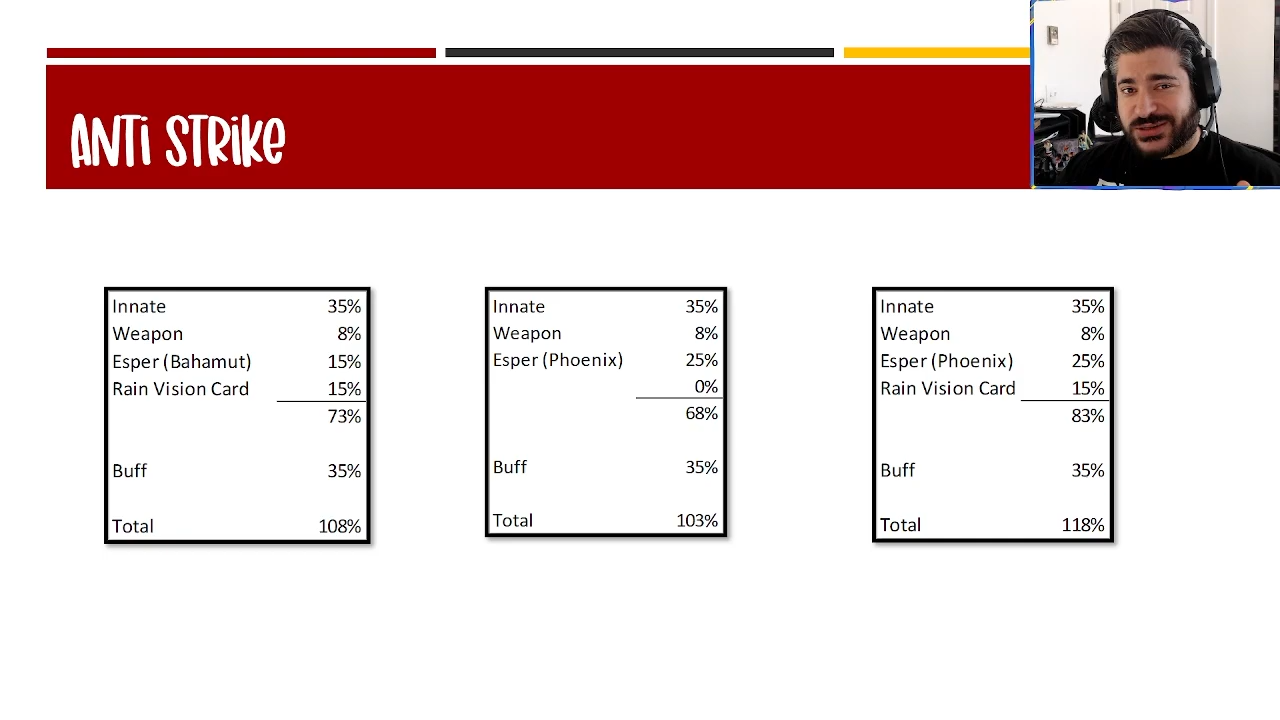 ANTI STRIKE
Innate 35%
Weapon 8%
Esper (Bahamut) 15%
Rain Vision Card 15%
73%
Buff 35%
Total 108%
Innate 35%
Weapon 8%
Esper (Phoenix) 25%
0%
68%
Buff 35%
Total 103%
Innate 35%
Weapon 8%
Esper (Phoenix) 25%
Rain Vision Card 15%
83%
Buff 35%
Total 118%